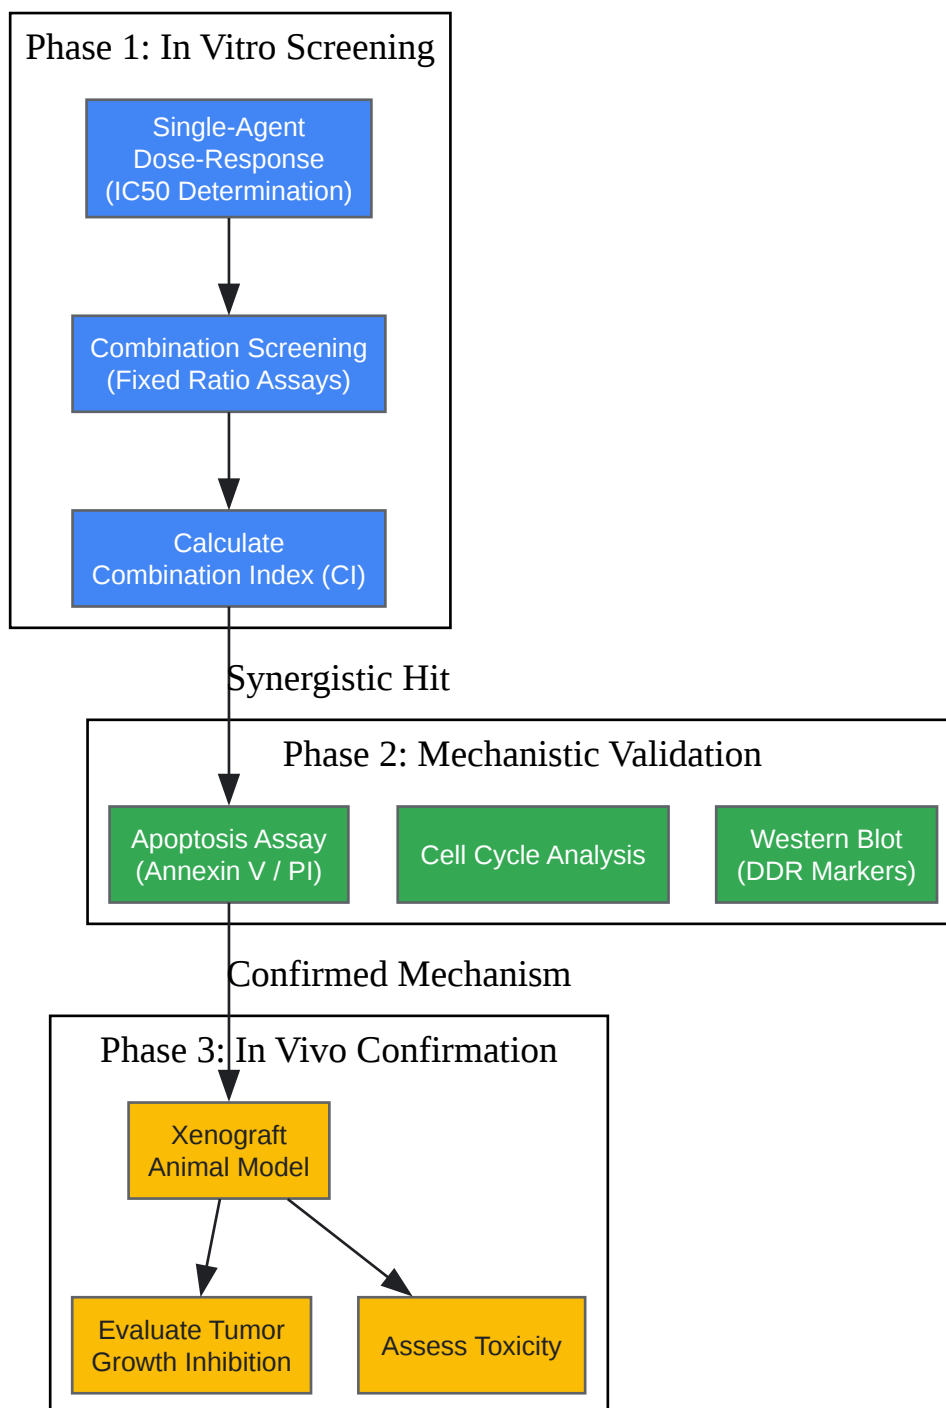 Phase 1: In Vitro Screening
Single-Agent
Dose-Response
(IC50 Determination)
Combination Screening
(Fixed Ratio Assays)
Calculate
Combination Index (CI)
Synergistic Hit
Phase 2: Mechanistic Validation
Apoptosis Assay
(Annexin V / PI)
Cell Cycle Analysis
Western Blot
(DDR Markers)
Confirmed Mechanism
Phase 3: In Vivo Confirmation
Xenograft
Animal Model
Evaluate Tumor
Growth Inhibition
Assess Toxicity